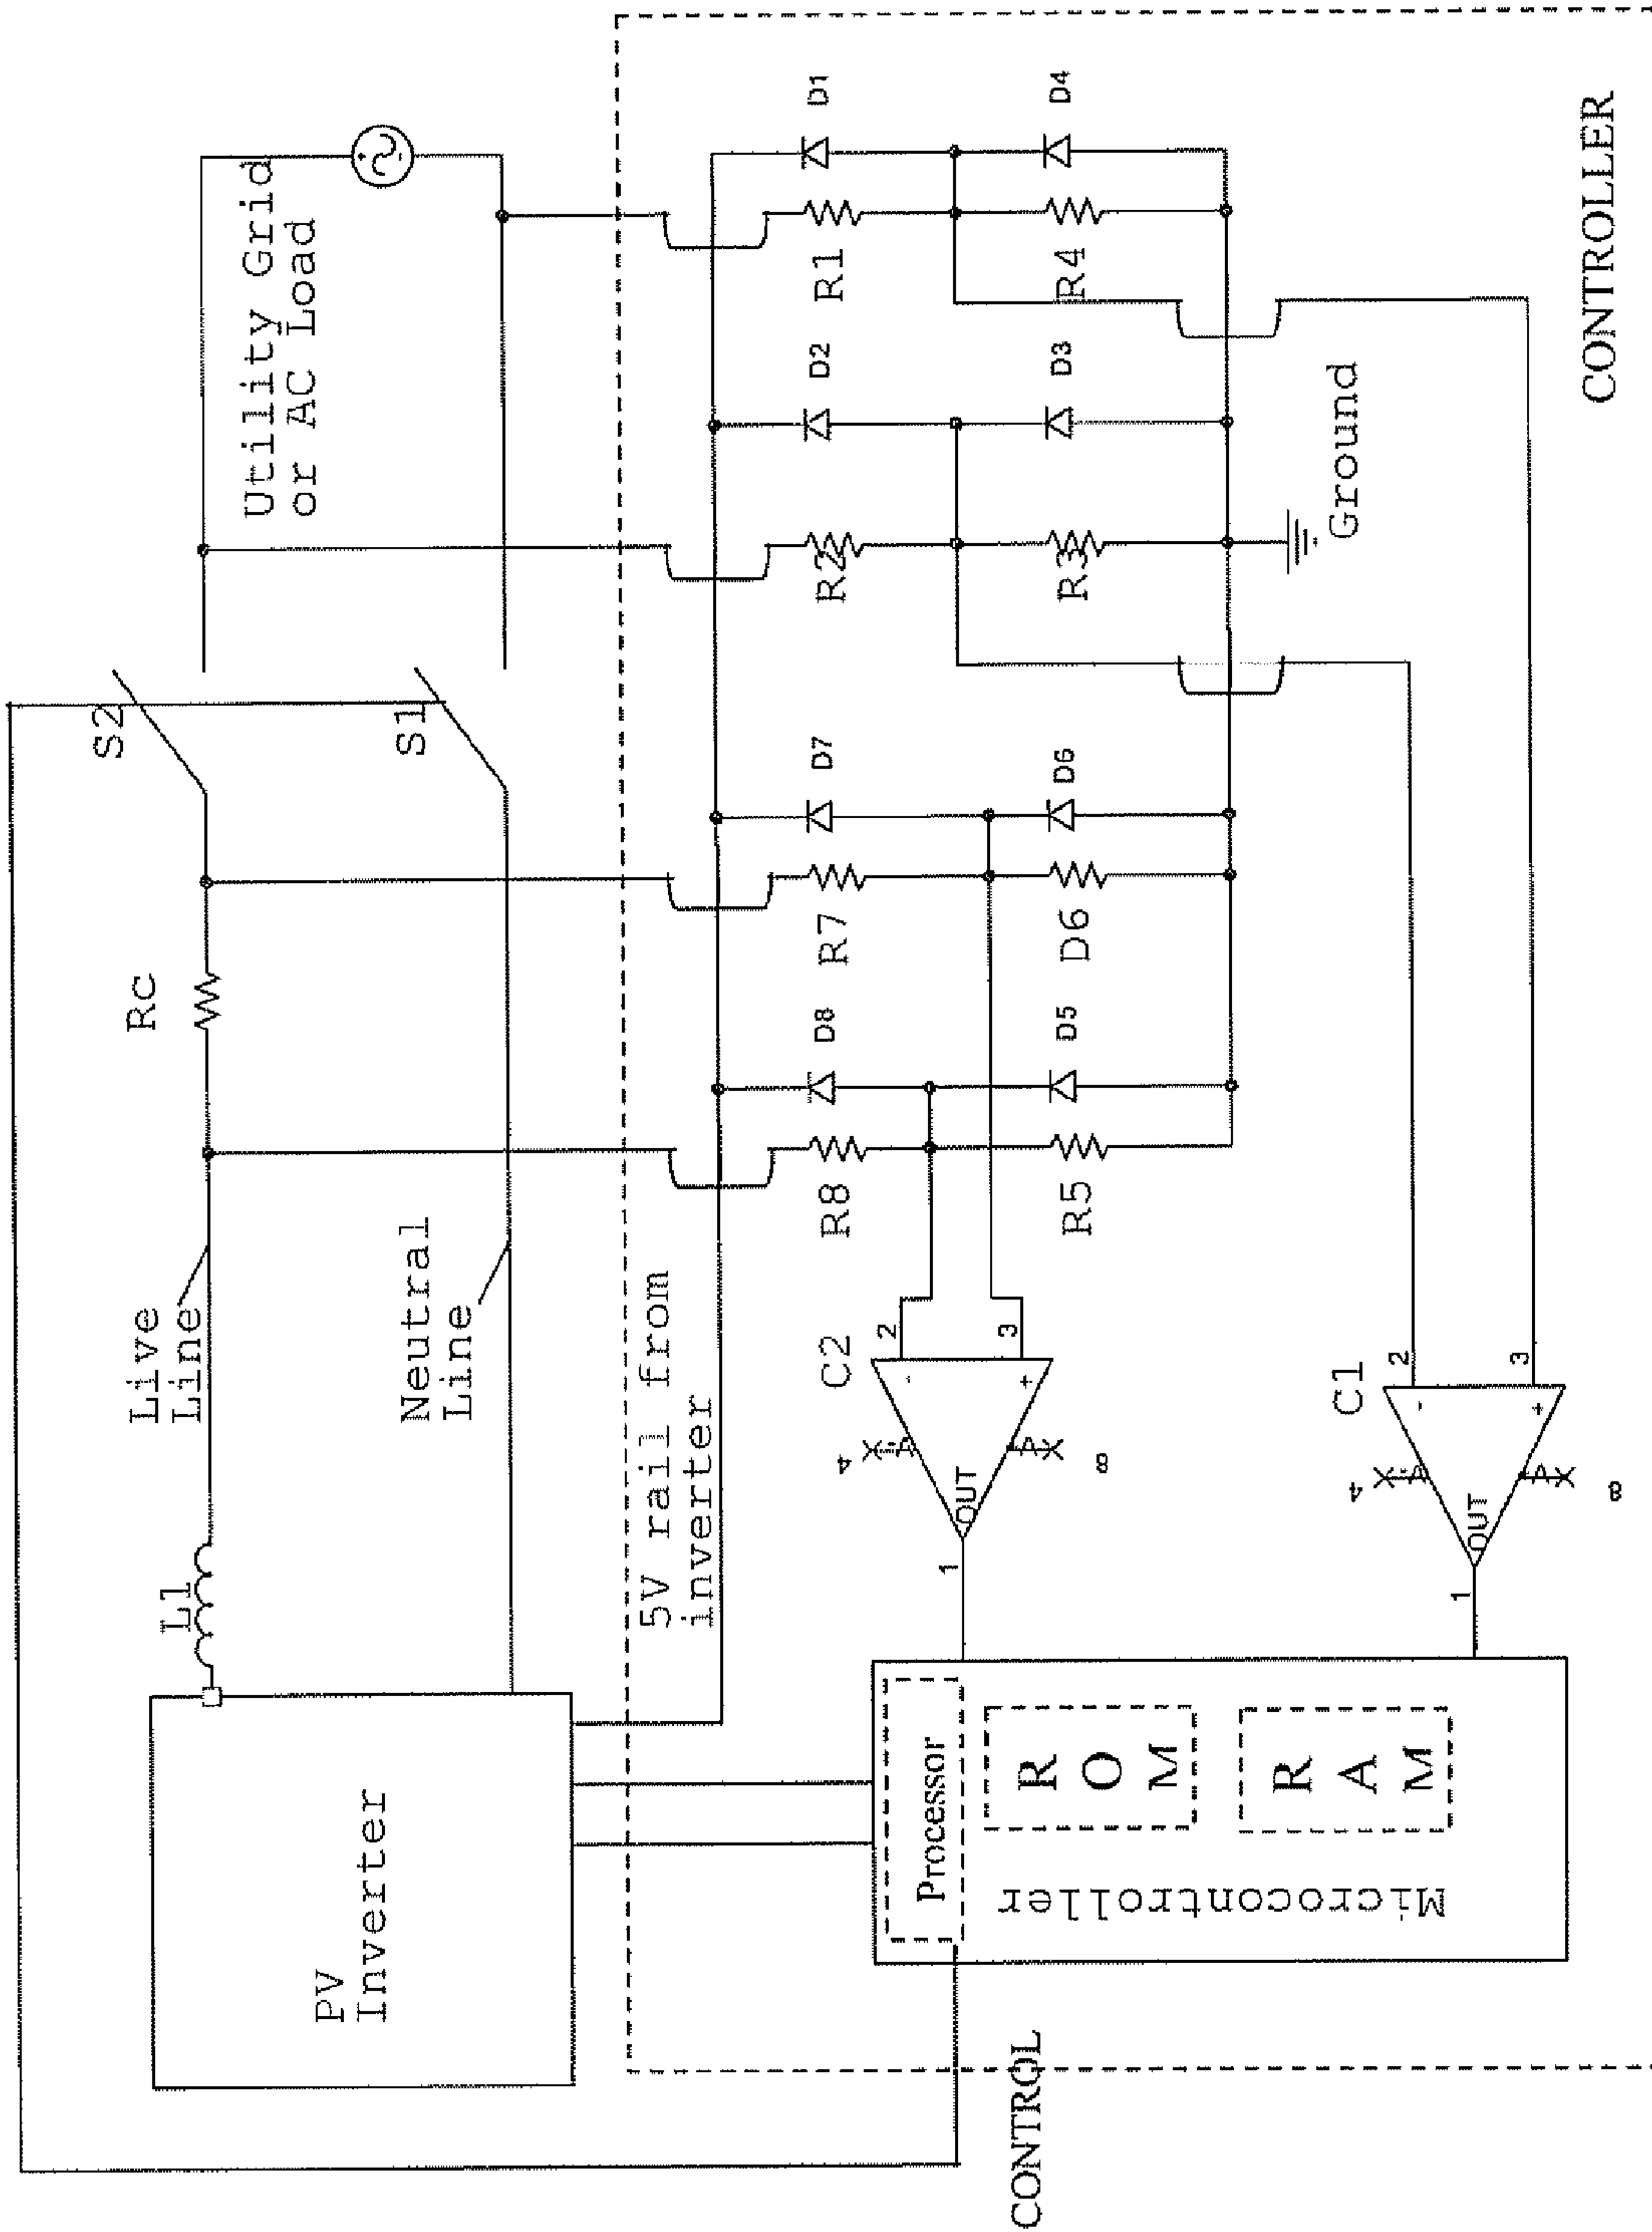 S2
S1
Utility Grid
or AC Load
Rc
Live
Line
Neutral
Line
L1
PV
Inverter
5V rail from
inverter
D1
D4
R1
R4
D2
D3
R2
R3
Ground
D7
D6
R7
D6
D8
D5
R8
R5
C2
2
3
-
+
4
8
OUT
1
C1
2
3
-
+
4
8
OUT
1
Processor
ROM
RAM
Microcontroller
CONTROL
CONTROLLER